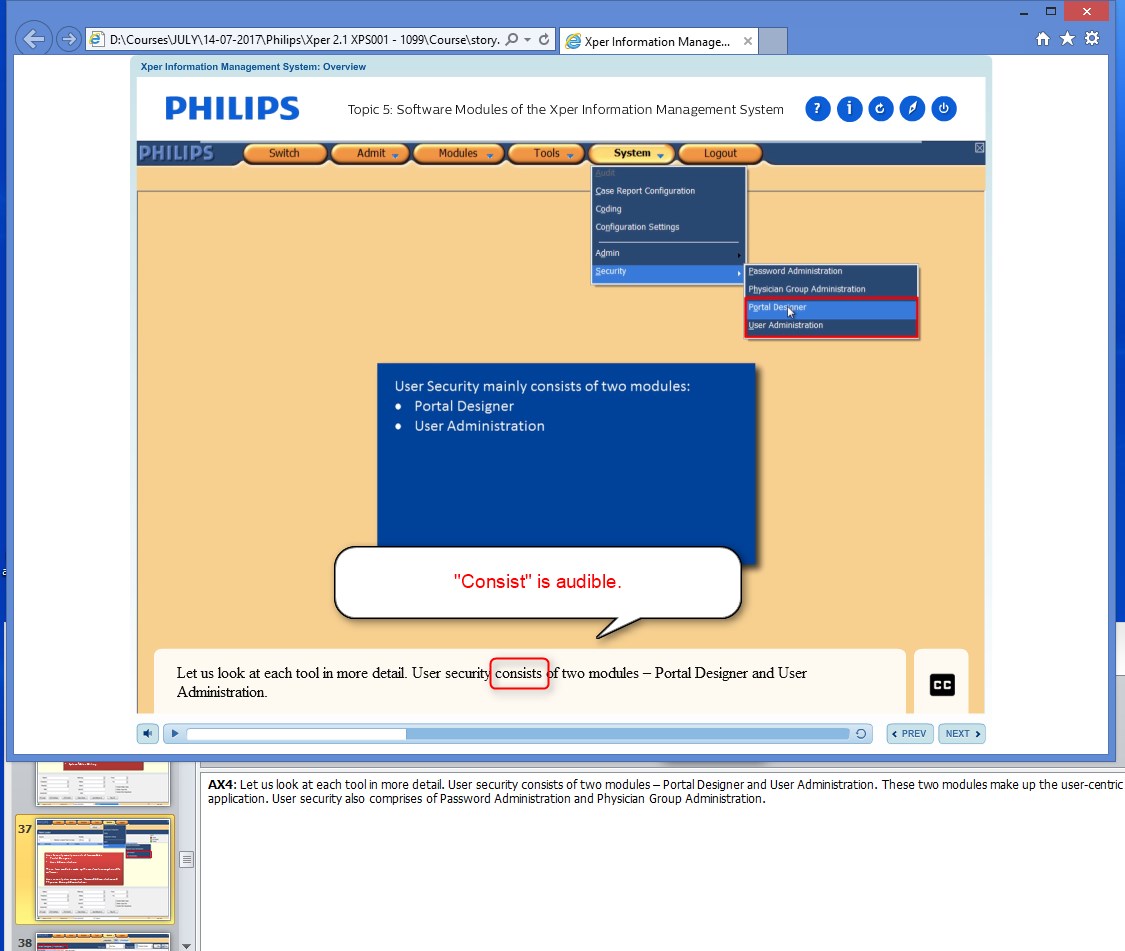 D:\Courses\JULY\14-07-2017\Philips\Xper 2.1 XPS001 - 1099\Course\story.
Xper Information Manage...
Xper Information Management System: Overview
PHILIPS
Topic 5: Software Modules of the Xper Information Management System
PHILIPS
Switch
Admit
Modules
Tools
System
Logout
Audit
Case Report Configuration
Coding
Configuration Settings
Admin
Security
Password Administration
Physician Group Administration
Portal Designer
User Administration
User Security mainly consists of two modules:
• Portal Designer
• User Administration
"Consist" is audible.
Let us look at each tool in more detail. User security consists of two modules – Portal Designer and User
Administration.
CC
PREV
NEXT
AX4: Let us look at each tool in more detail. User security consists of two modules – Portal Designer and User Administration. These two modules make up the user-centric
application. User security also comprises of Password Administration and Physician Group Administration.
37
38